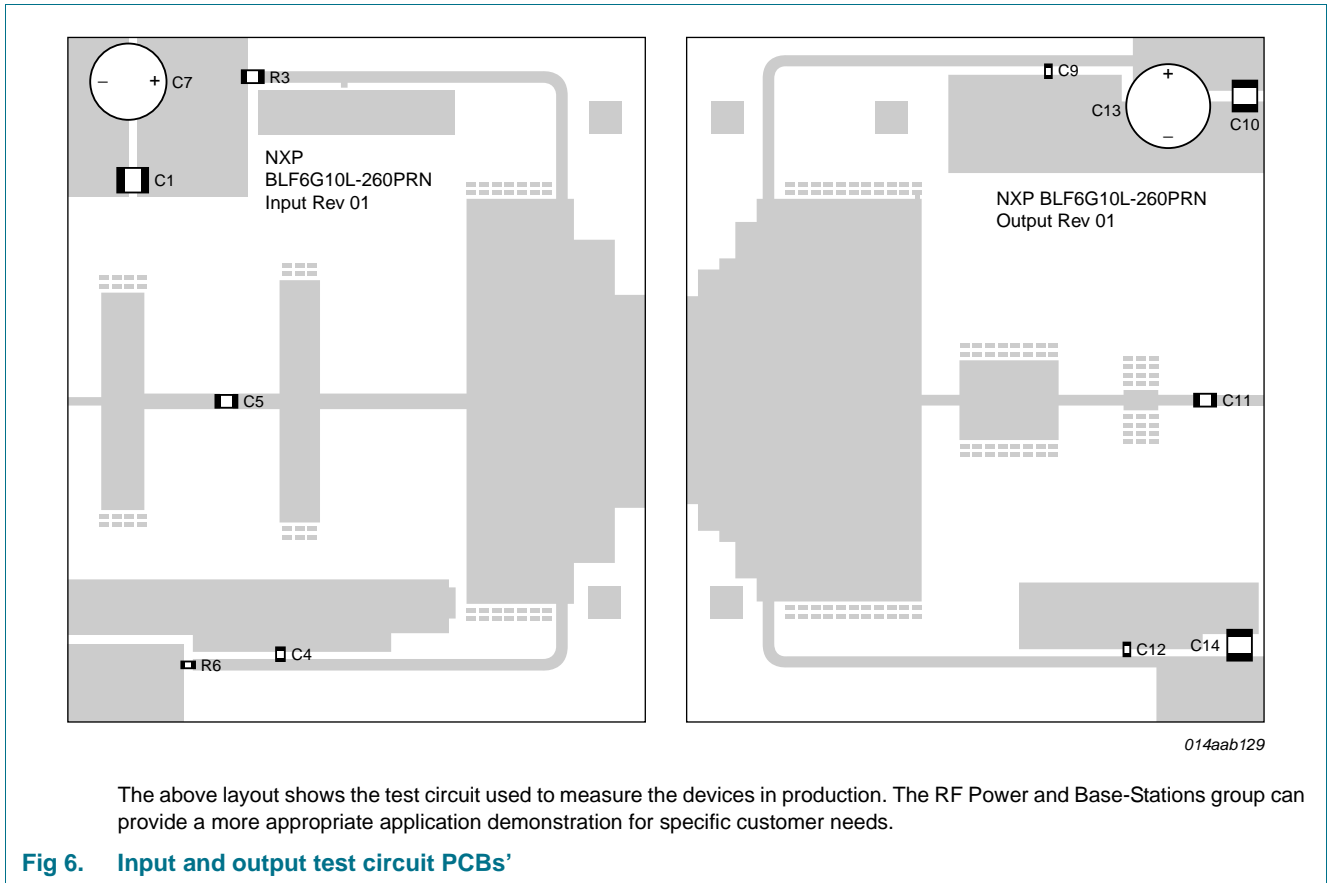 − + C7
R3
C1
NXP
BLF6G10L-260PRN
Input Rev 01
C5
C4
R6
C9
+
C13
−
C10
NXP BLF6G10L-260PRN
Output Rev 01
C11
C12
C14
014aab129
The above layout shows the test circuit used to measure the devices in production. The RF Power and Base-Stations group can
provide a more appropriate application demonstration for specific customer needs.
Fig 6. Input and output test circuit PCBs’